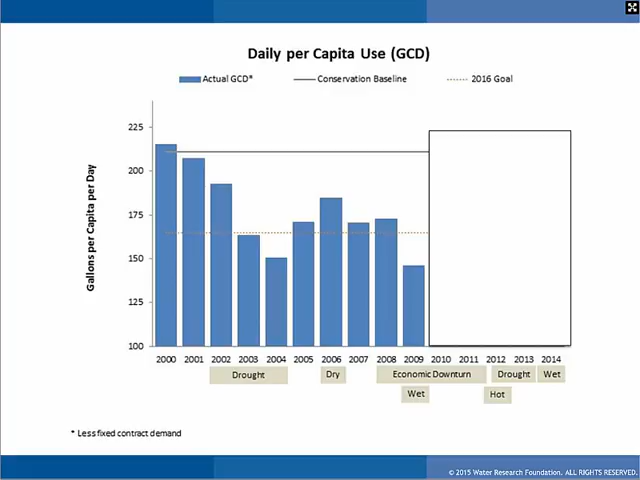 Daily per Capita Use (GCD)
Actual GCD* Conservation Baseline 2016 Goal
Gallons per Capita per Day
225
200
175
150
125
100
2000 2001 2002 2003 2004 2005 2006 2007 2008 2009 2010 2011 2012 2013 2014
Drought Dry Economic Downturn Drought Wet
Wet Hot
* Less fixed contract demand
© 2015 Water Research Foundation. ALL RIGHTS RESERVED.